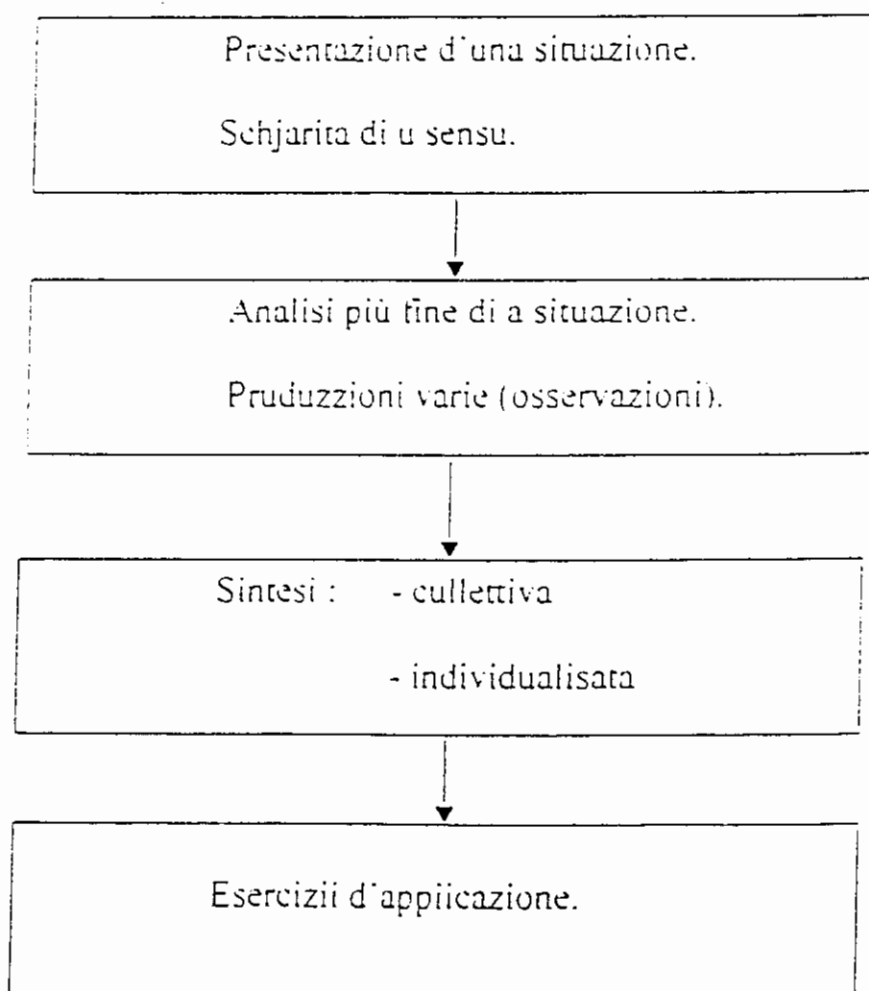 Presentazione d'una situazione.
Schjarita di u sensu.
Analisi più fine di a situazione.
Pruduzzioni varie (osservazioni).
Sintesi : - cullettiva
- individualisata
Esercizii d'applicazione.